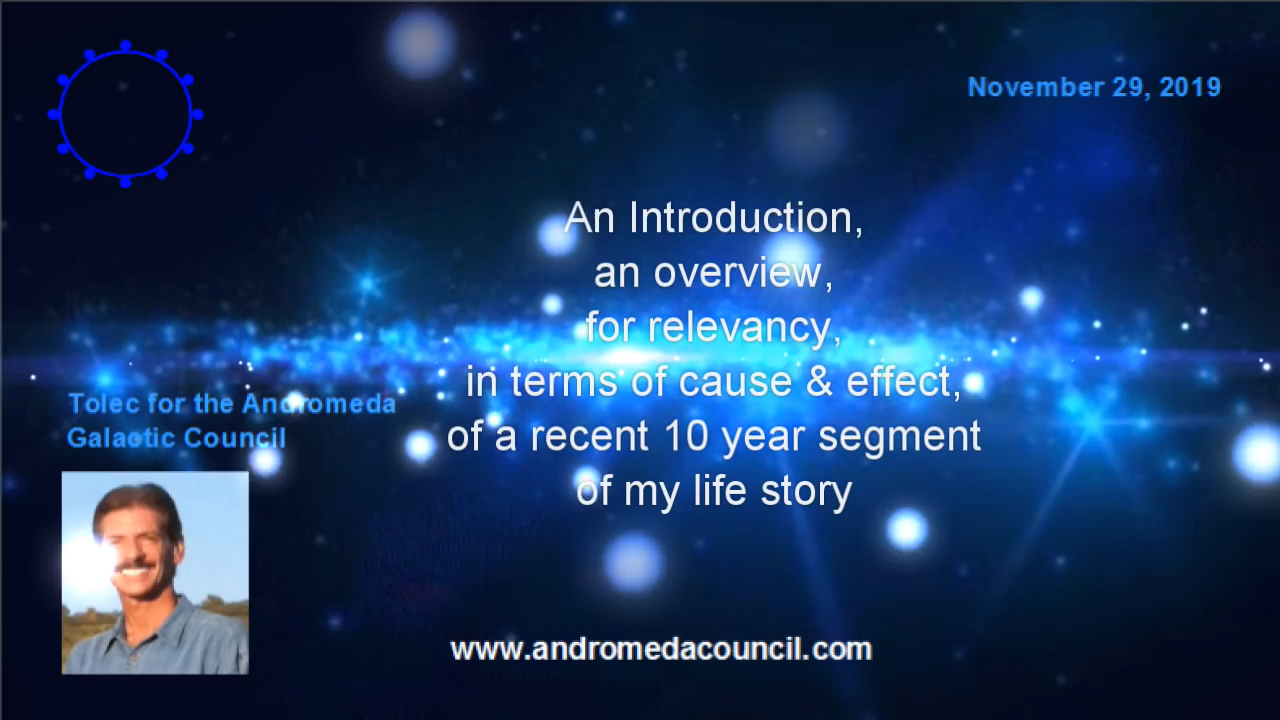 November 29, 2019
An Introduction,
an overview,
for relevancy,
in terms of cause & effect,
of a recent 10 year segment
of my life story
Tolec for the Andromeda
Galactic Council
www.andromedacouncil.com